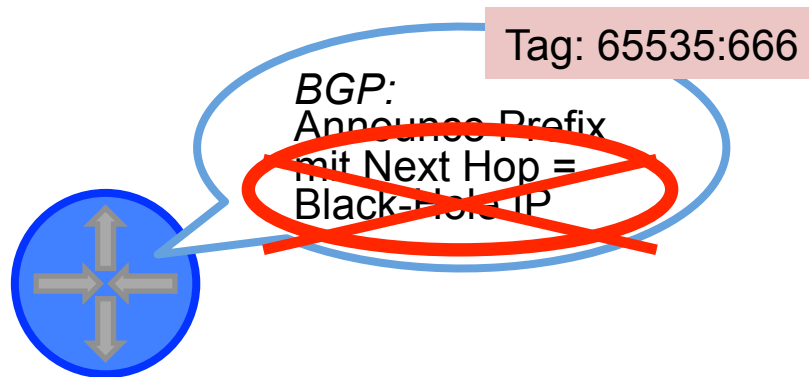 Tag: 65535:666
BGP:
Announce Prefix
mit Next Hop =
Black-Hole IP